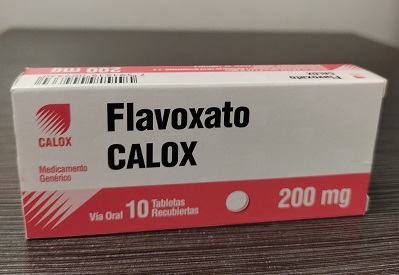 200 mg
CALOX
Medicamento
Genérico
Flavoxato
CALOX
Vía Oral 10 Tabletas
Recubiertas
200 mg